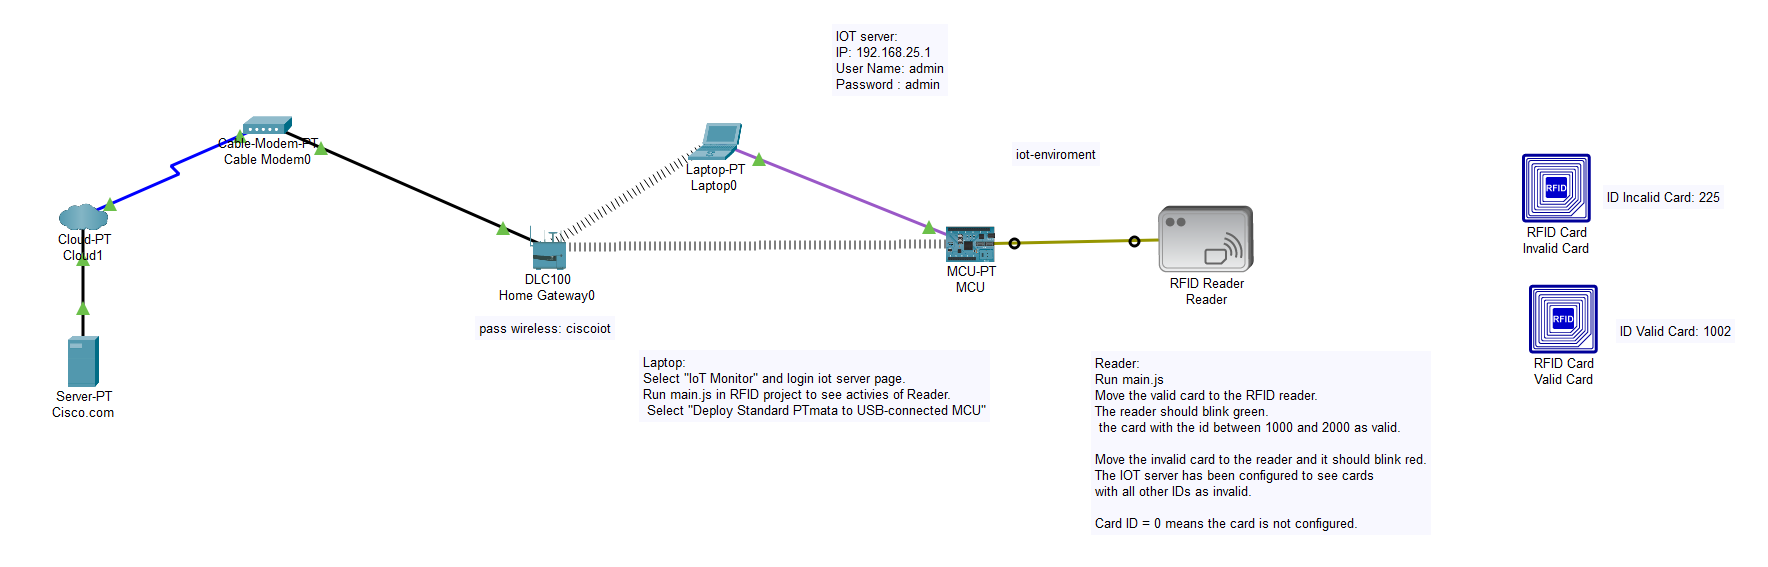 IOT server:
IP: 192.168.25.1
User Name: admin
Password : admin
Cable-Modem-PT
Cable Modem0
Laptop-PT
Laptop0
iot-enviroment
RFID
ID Incalid Card: 225
RFID Card
Invalid Card
Cloud-PT
Cloud1
DLC100
Home Gateway0
MCU-PT
MCU
RFID Reader
Reader
pass wireless: ciscoiot
RFID
ID Valid Card: 1002
RFID Card
Valid Card
Server-PT
Cisco.com
Laptop:
Select "IoT Monitor" and login iot server page.
Run main.js in RFID project to see activies of Reader.
Select "Deploy Standard PTmata to USB-connected MCU"
Reader:
Run main.js
Move the valid card to the RFID reader.
The reader should blink green.
the card with the id between 1000 and 2000 as valid.
Move the invalid card to the reader and it should blink red.
The IOT server has been configured to see cards
with all other IDs as invalid.
Card ID = 0 means the card is not configured.